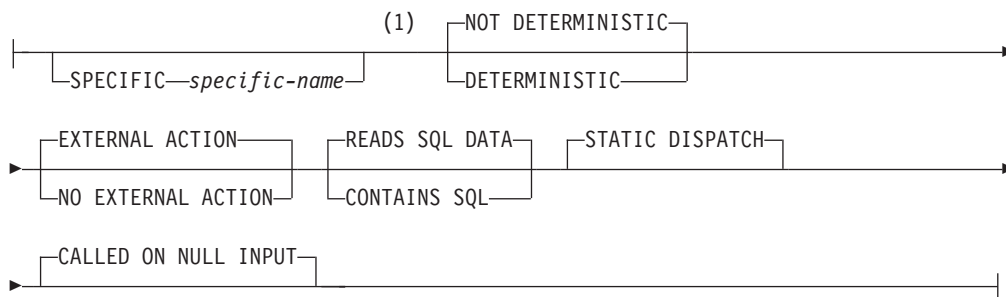 (1)
NOT DETERMINISTIC
SPECIFIC specific-name
DETERMINISTIC
EXTERNAL ACTION
READS SQL DATA
STATIC DISPATCH
NO EXTERNAL ACTION
CONTAINS SQL
CALLED ON NULL INPUT